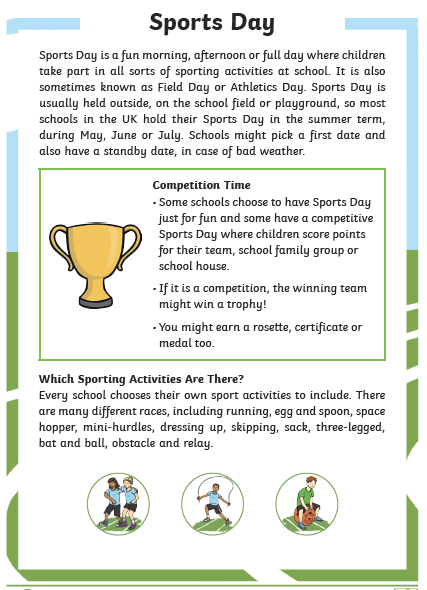 Sports Day
Sports Day is a fun morning, afternoon or full day where children
take part in all sorts of sporting activities at school. It is also
sometimes known as Field Day or Athletics Day. Sports Day is
usually held outside, on the school field or playground, so most
schools in the UK hold their Sports Day in the summer term,
during May, June or July. Schools might pick a first date and
also have a standby date, in case of bad weather.
Competition Time
• Some schools choose to have Sports Day
just for fun and some have a competitive
Sports Day where children score points
for their team, school family group or
school house.
• If it is a competition, the winning team
might win a trophy!
• You might earn a rosette, certificate or
medal too.
Which Sporting Activities Are There?
Every school chooses their own sport activities to include. There
are many different races, including running, egg and spoon, space
hopper, mini-hurdles, dressing up, skipping, sack, three-legged,
bat and ball, obstacle and relay.